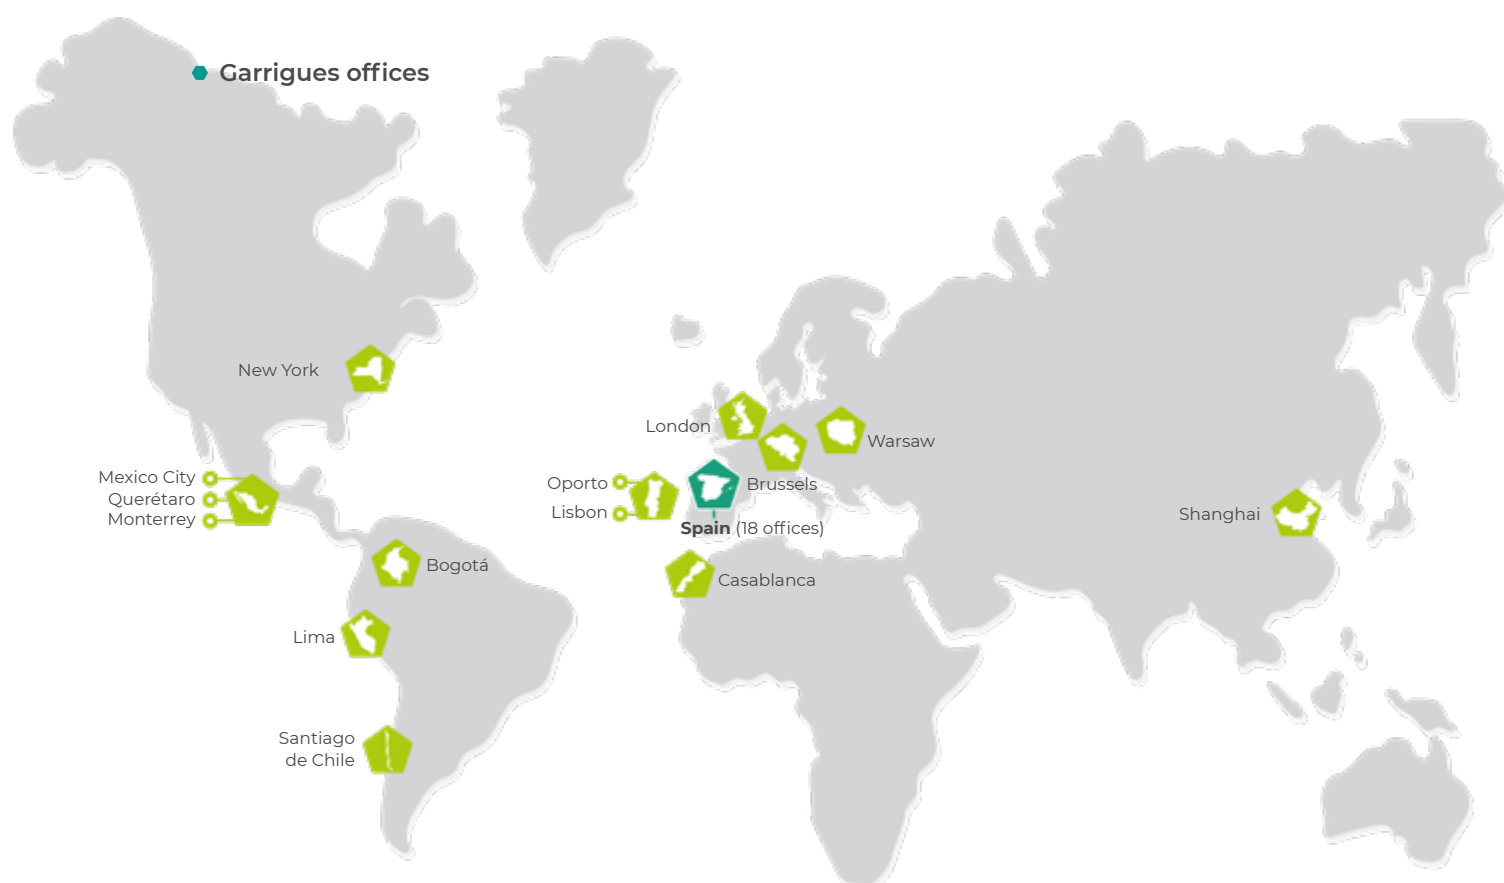 Garrigues offices
New York
London
Warsaw
Mexico City
Querétaro
Monterrey
Oporto
Lisbon
Brussels
Spain (18 offices)
Shanghai
Bogotá
Casablanca
Lima
Santiago
de Chile